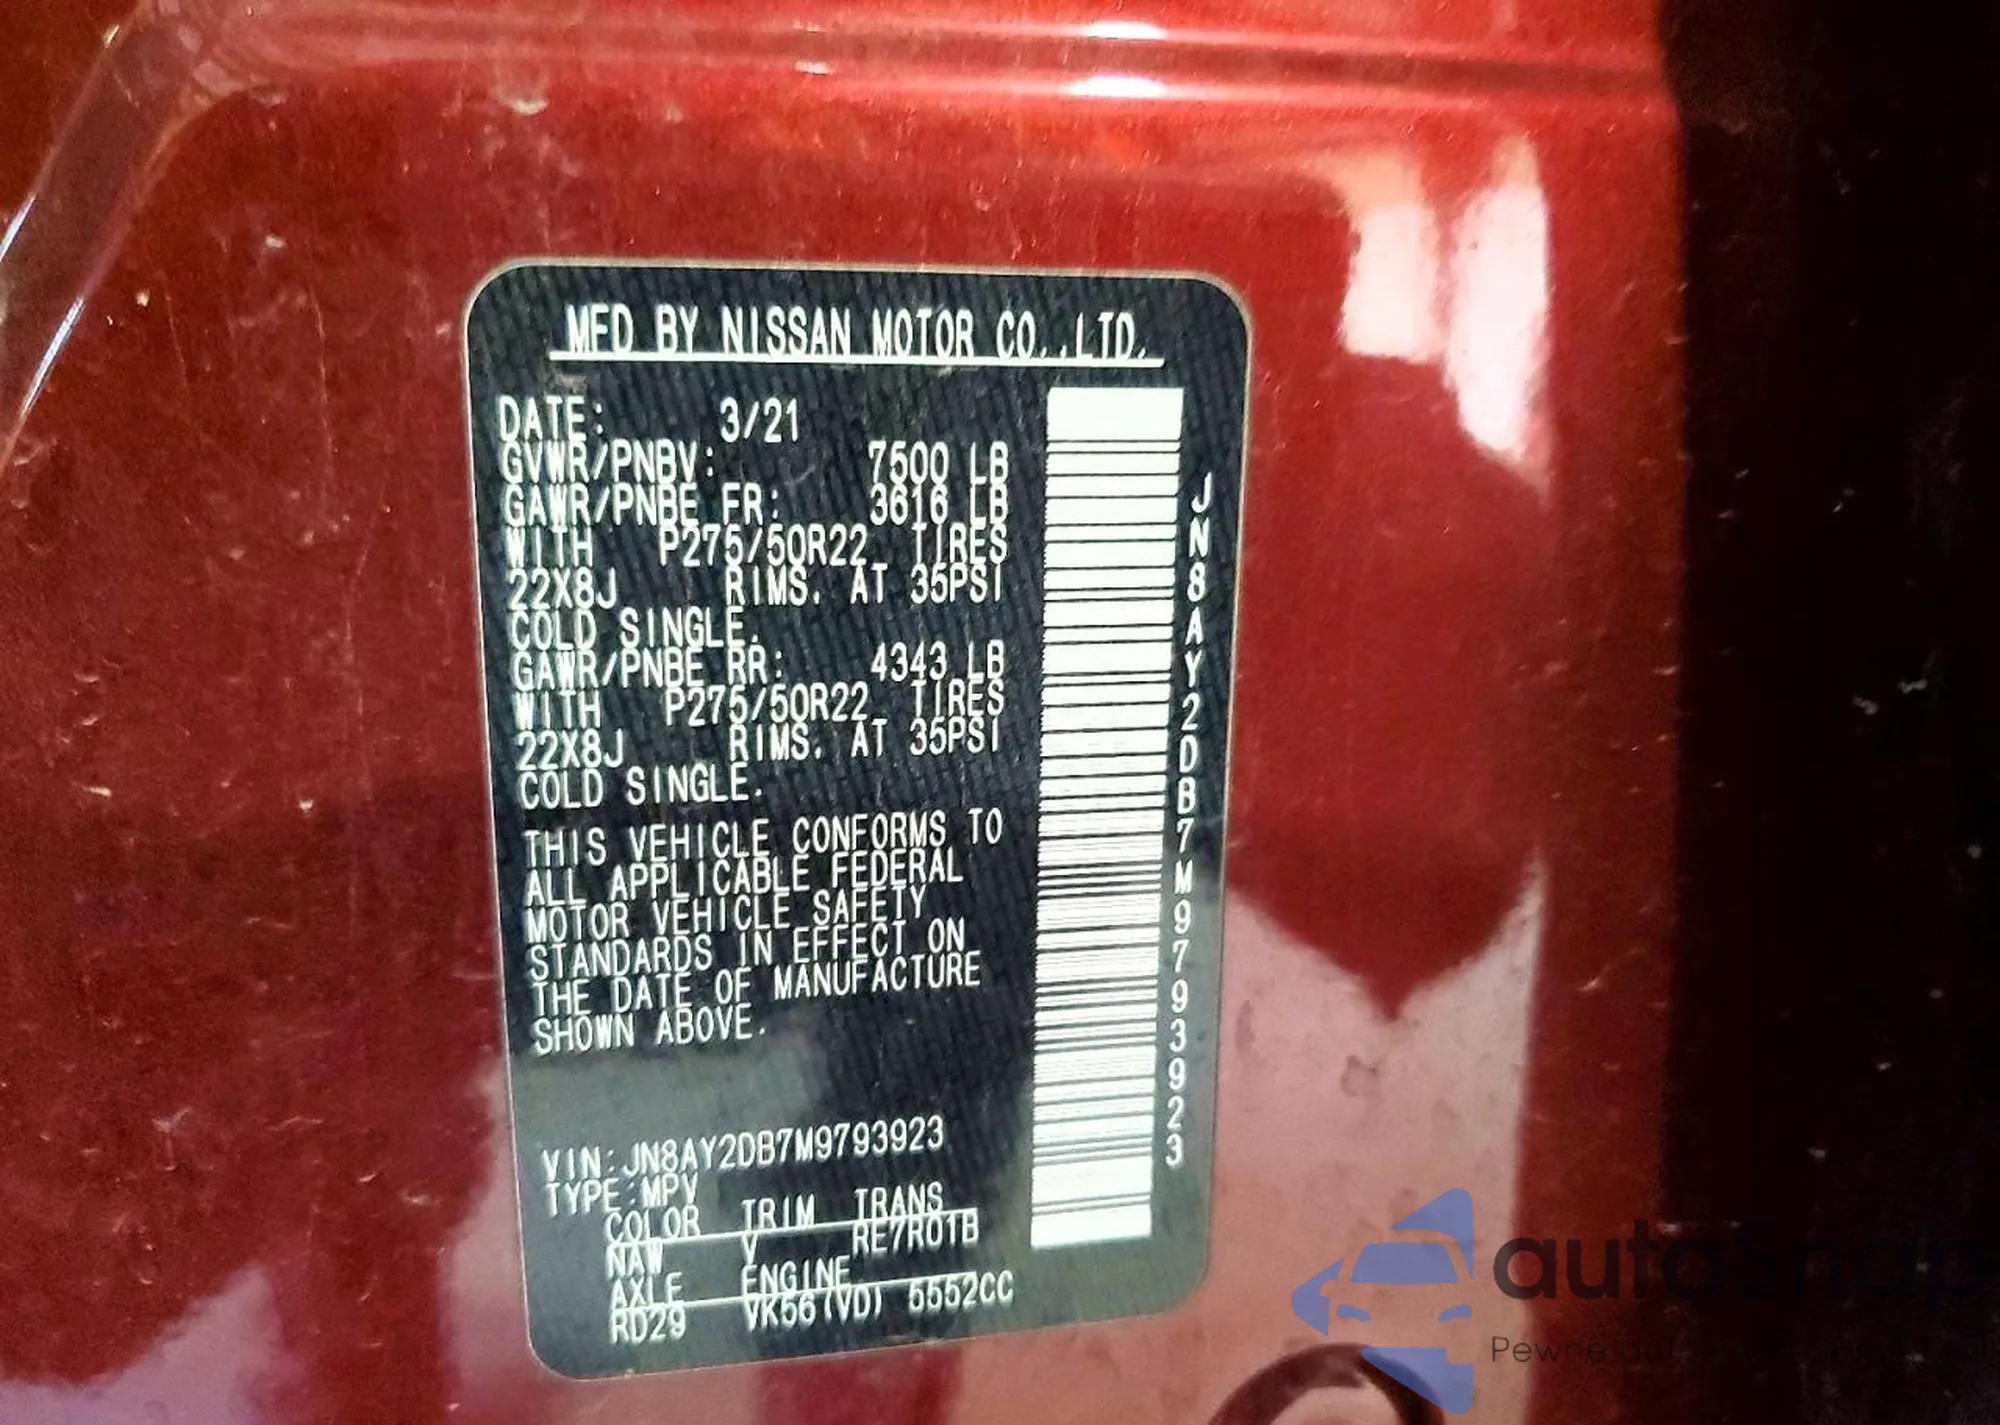 MFD BY NISSAN MOTOR CO.,LTD.
DATE: 3/21
GVWR/PNBV: 7500 LB
GAWR/PNBE FR: 3616 LB
WITH P275/50R22 TIRES
22X8J RIMS. AT 35PSI
COLD SINGLE.
GAWR/PNBE RR: 4343 LB
WITH P275/50R22 TIRES
22X8J RIMS. AT 35PSI
COLD SINGLE.
THIS VEHICLE CONFORMS TO
ALL APPLICABLE FEDERAL
MOTOR VEHICLE SAFETY
STANDARDS IN EFFECT ON
THE DATE OF MANUFACTURE
SHOWN ABOVE.
VIN:JN8AY2DB7M9793923
TYPE:MPV
COLOR TRIM TRANS
NAW V RE7R01B
AXLE ENGINE
RD29 VK56(VD) 5552CC
JN8AY2DB7M9793923
autaSnap
Pewne